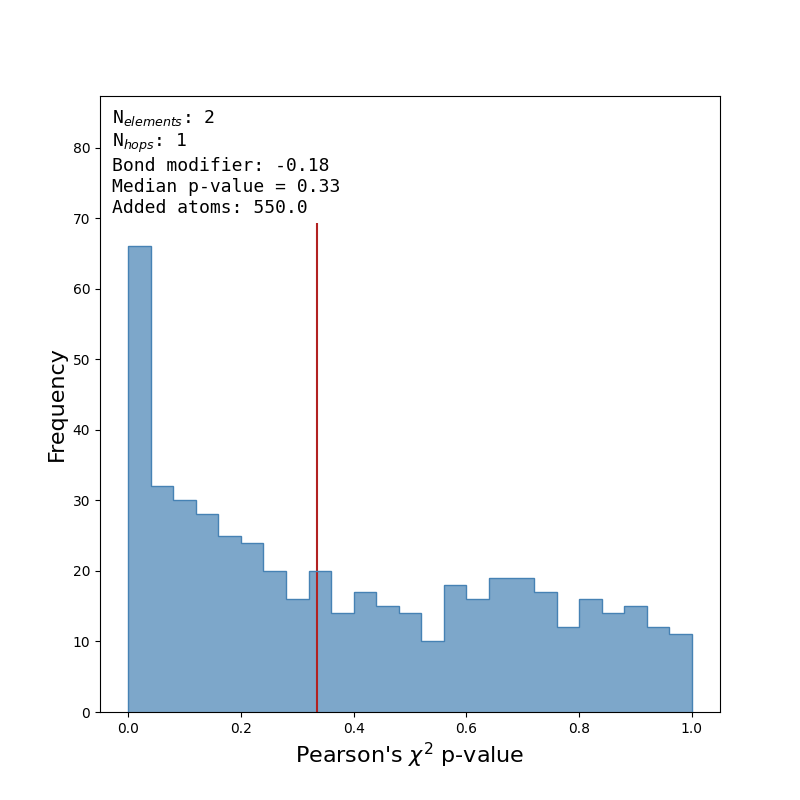 N_elements: 2
N_hops: 1
Bond modifier: -0.18
Median p-value = 0.33
Added atoms: 550.0
80
70
60
50
40
30
20
10
0
Frequency
0.0 0.2 0.4 0.6 0.8 1.0
Pearson's χ² p-value